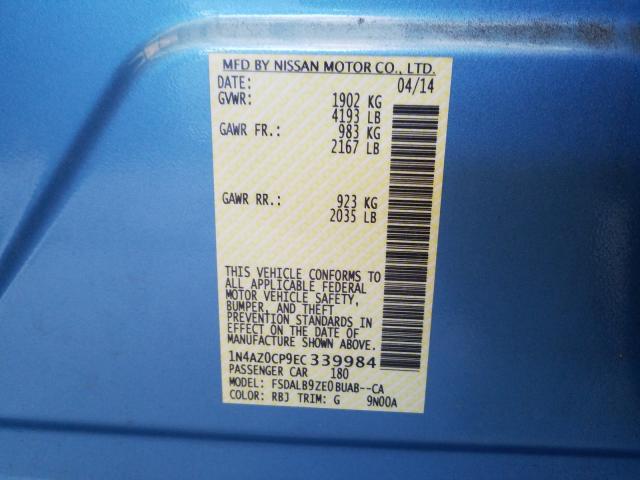 MFD BY NISSAN MOTOR CO., LTD.
DATE: 04/14
GVWR: 1902 KG
4193 LB
GAWR FR.: 983 KG
2167 LB
GAWR RR.: 923 KG
2035 LB
THIS VEHICLE CONFORMS TO
ALL APPLICABLE FEDERAL
MOTOR VEHICLE SAFETY,
BUMPER, AND THEFT
PREVENTION STANDARDS IN
EFFECT ON THE DATE OF
MANUFACTURE SHOWN ABOVE.
1N4AZ0CP9EC339984
PASSENGER CAR 180
MODEL: FSDALB9ZE0BUAB--CA
COLOR: RBJ TRIM: G 9N00A